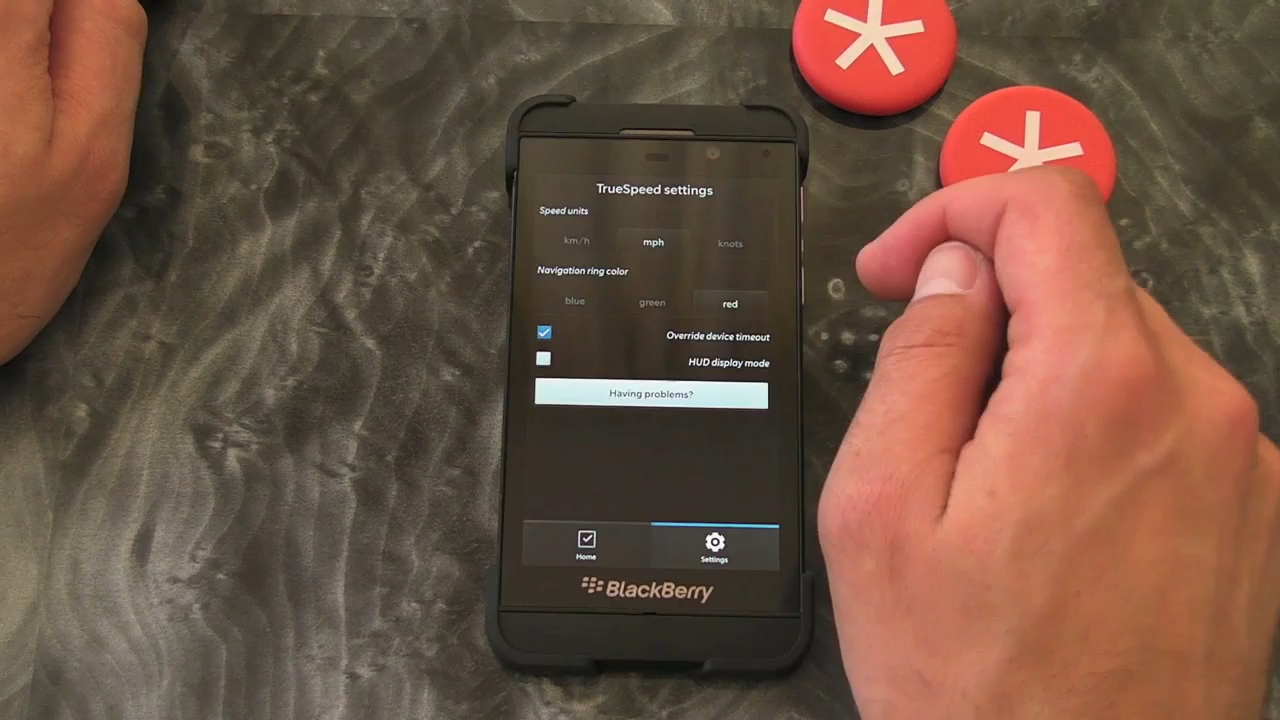 TrueSpeed settings
Speed units
km/h mph knots
Navigation ring color
blue green red
Override device timeout
HUD display mode
Having problems?
Home Settings
BlackBerry